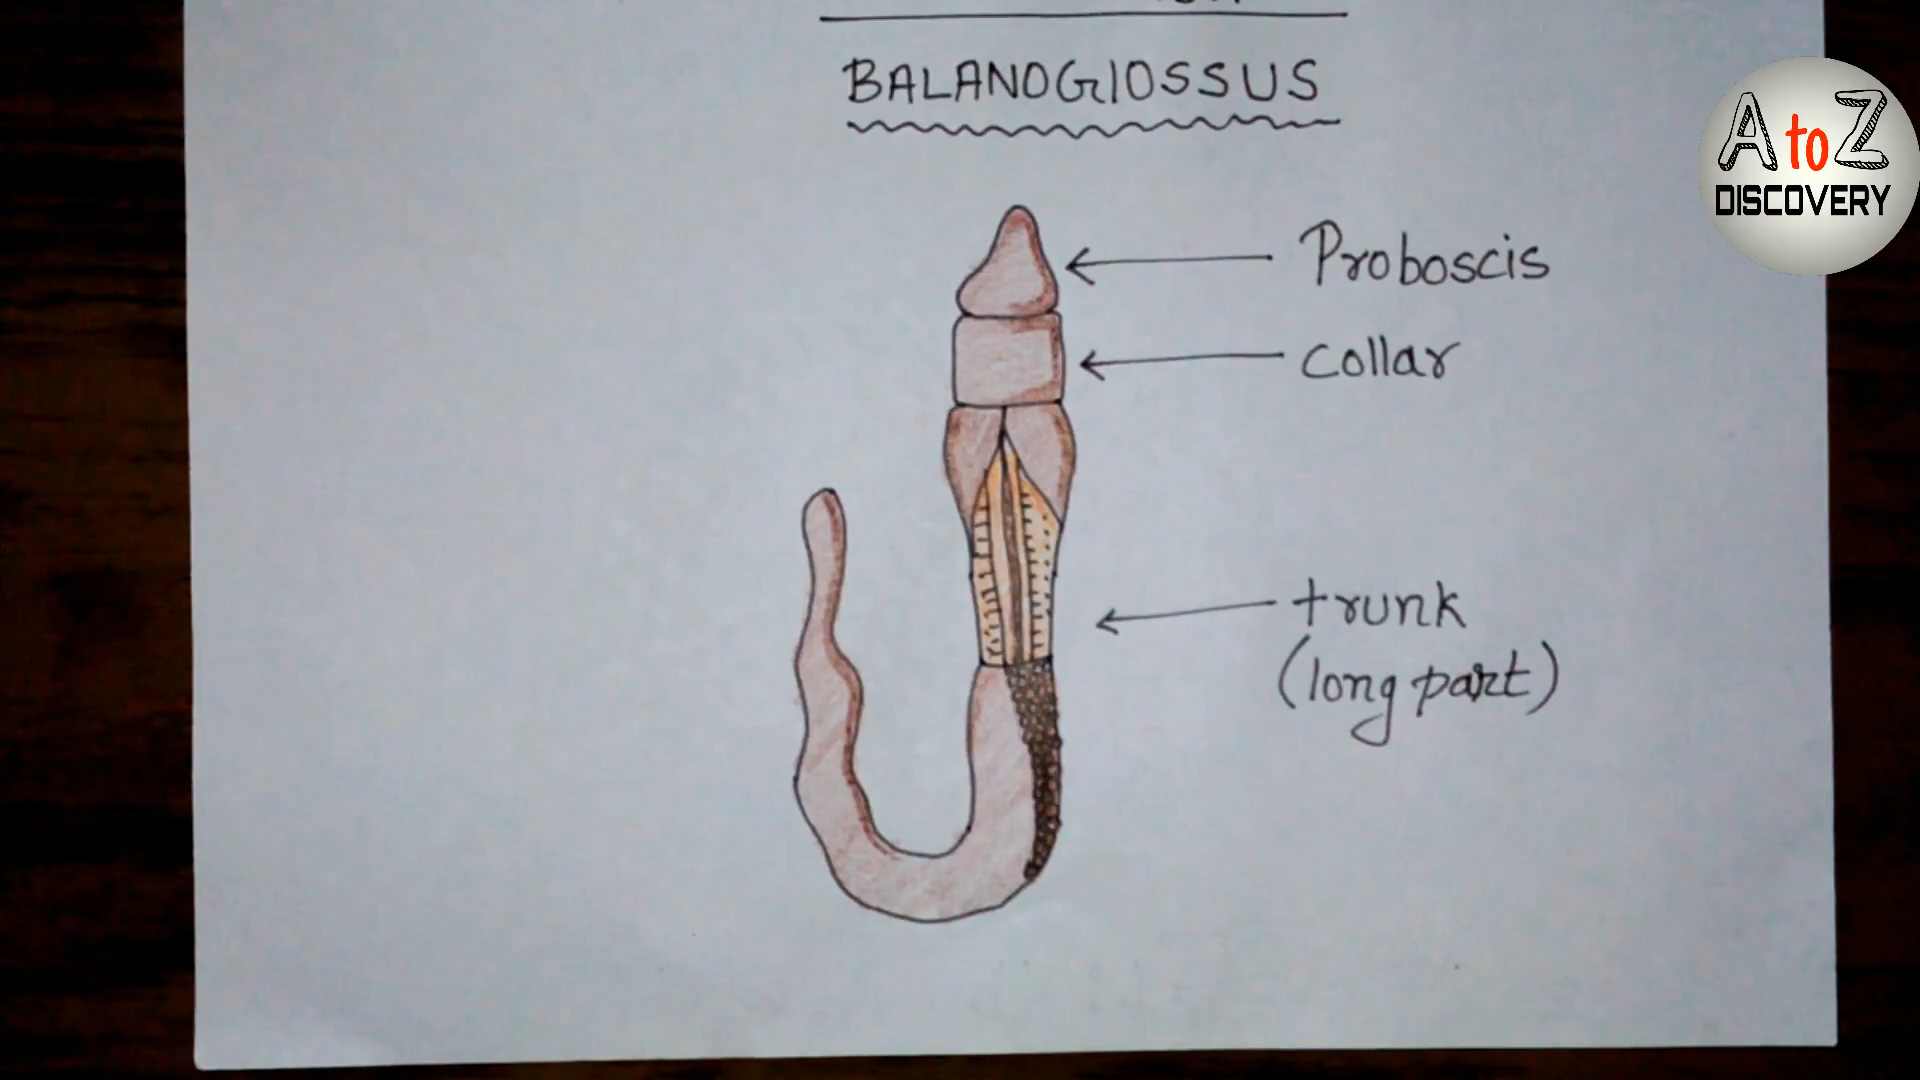 BALANOGlOSSUS
Proboscis
collar
trunk
(long part)
A to Z
DISCOVERY